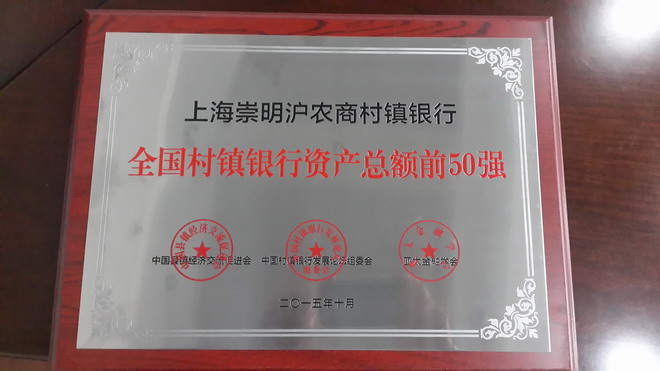 上海崇明沪农商村镇银行
全国村镇银行资产总额前50强
中国县镇经济交流促进会 中国村镇银行发展论坛组委会 亚太金融学会
二〇一五年十月